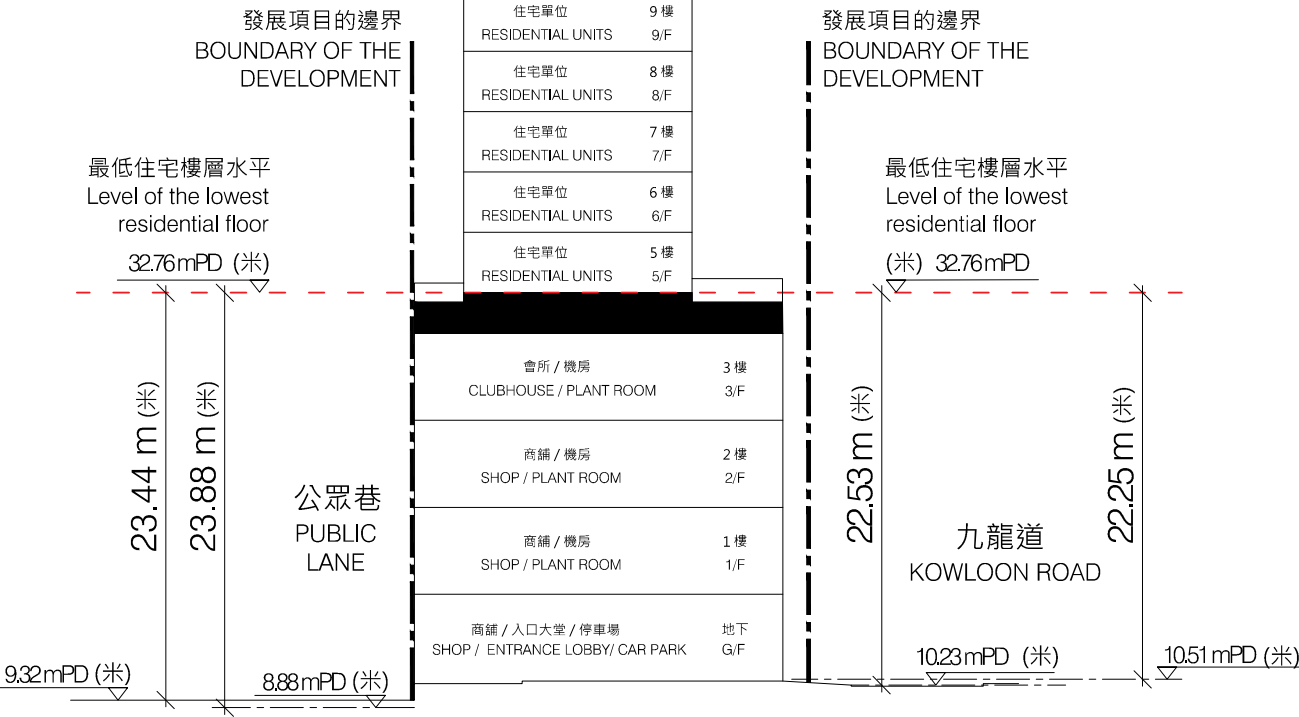 發展項目的邊界
BOUNDARY OF THE
DEVELOPMENT
住宅單位 9 樓
RESIDENTIAL UNITS 9/F
發展項目的邊界
BOUNDARY OF THE
DEVELOPMENT
住宅單位 8 樓
RESIDENTIAL UNITS 8/F
住宅單位 7 樓
RESIDENTIAL UNITS 7/F
最低住宅樓層水平
Level of the lowest
residential floor
32.76mPD (米)
住宅單位 6 樓
RESIDENTIAL UNITS 6/F
住宅單位 5 樓
RESIDENTIAL UNITS 5/F
最低住宅樓層水平
Level of the lowest
residential floor
(米) 32.76mPD
會所 / 機房 3 樓
CLUBHOUSE / PLANT ROOM 3/F
商舖 / 機房 2 樓
SHOP / PLANT ROOM 2/F
商舖 / 機房 1 樓
SHOP / PLANT ROOM 1/F
商舖 / 入口大堂 / 停車場 地下
SHOP / ENTRANCE LOBBY/ CAR PARK G/F
23.44 m (米)
23.88 m (米)
公眾巷
PUBLIC
LANE
22.53 m (米)
九龍道
KOWLOON ROAD
22.25 m (米)
9.32mPD (米)
8.88mPD (米)
10.23mPD (米)
10.51mPD (米)